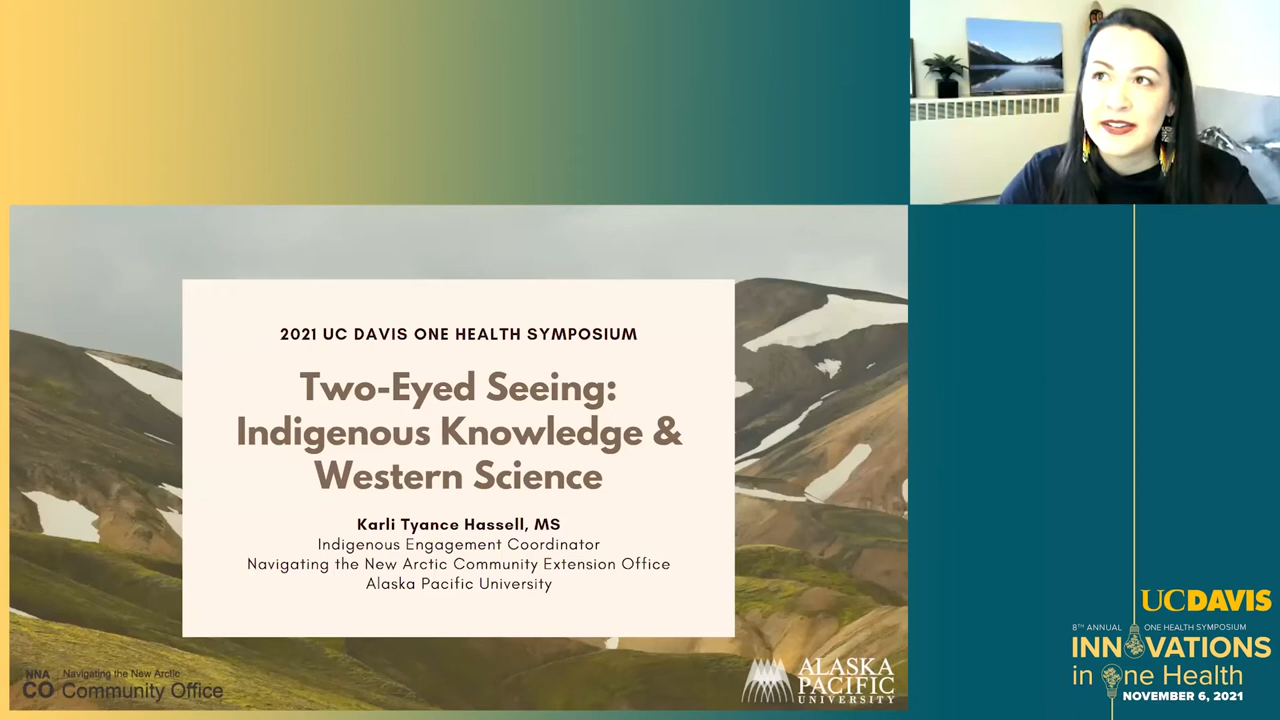 2021 UC DAVIS ONE HEALTH SYMPOSIUM
Two-Eyed Seeing:
Indigenous Knowledge &
Western Science
Karli Tyance Hassell, MS
Indigenous Engagement Coordinator
Navigating the New Arctic Community Extension Office
Alaska Pacific University
NNA
CO
Navigating the New Arctic
Community Office
ALASKA
PACIFIC
UNIVERSITY
UCDAVIS
8TH ANNUAL ONE HEALTH SYMPOSIUM
INNOVATIONS
in One Health
NOVEMBER 6, 2021